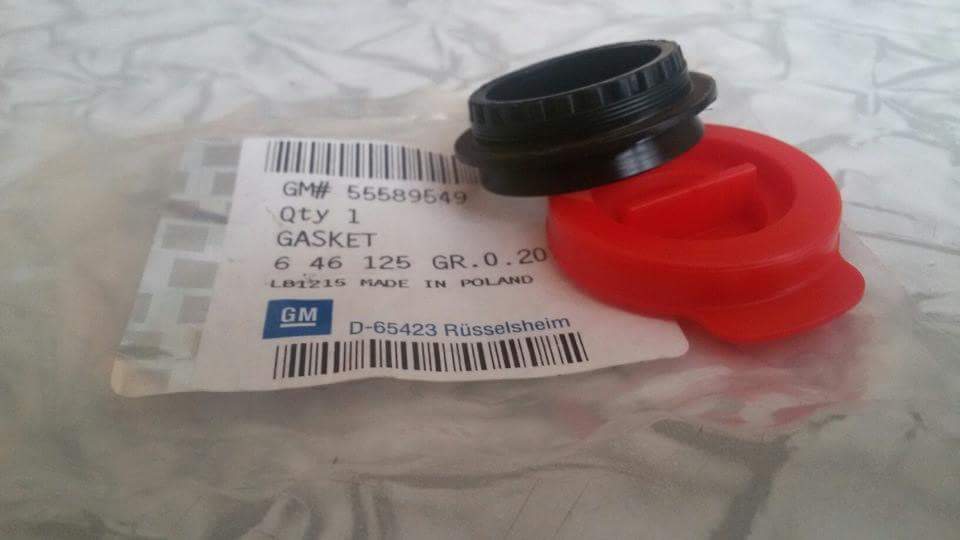 GM# 55589549
Qty 1
GASKET
6 46 125 GR.0.20
LB1215 MADE IN POLAND
GM
D-65423 Rüsselsheim